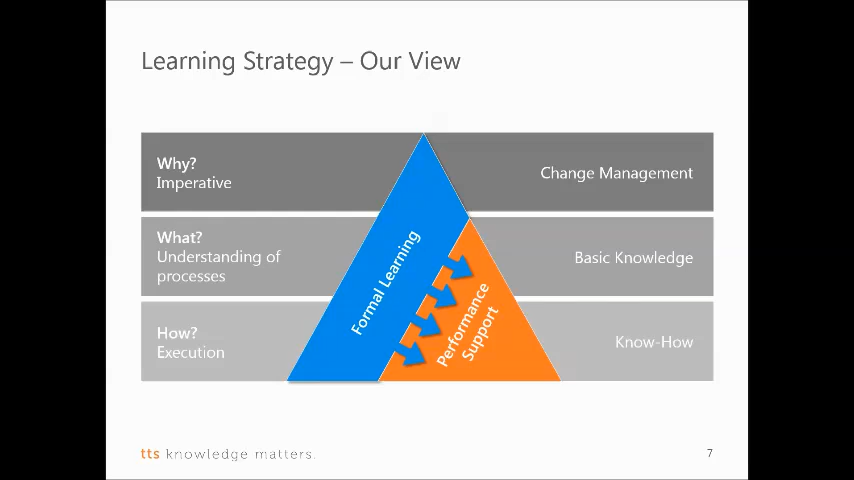 Learning Strategy – Our View
Why?
Imperative
Change Management
What?
Understanding of
processes
Basic Knowledge
How?
Execution
Know-How
Formal Learning
Performance
Support
tts knowledge matters.
7